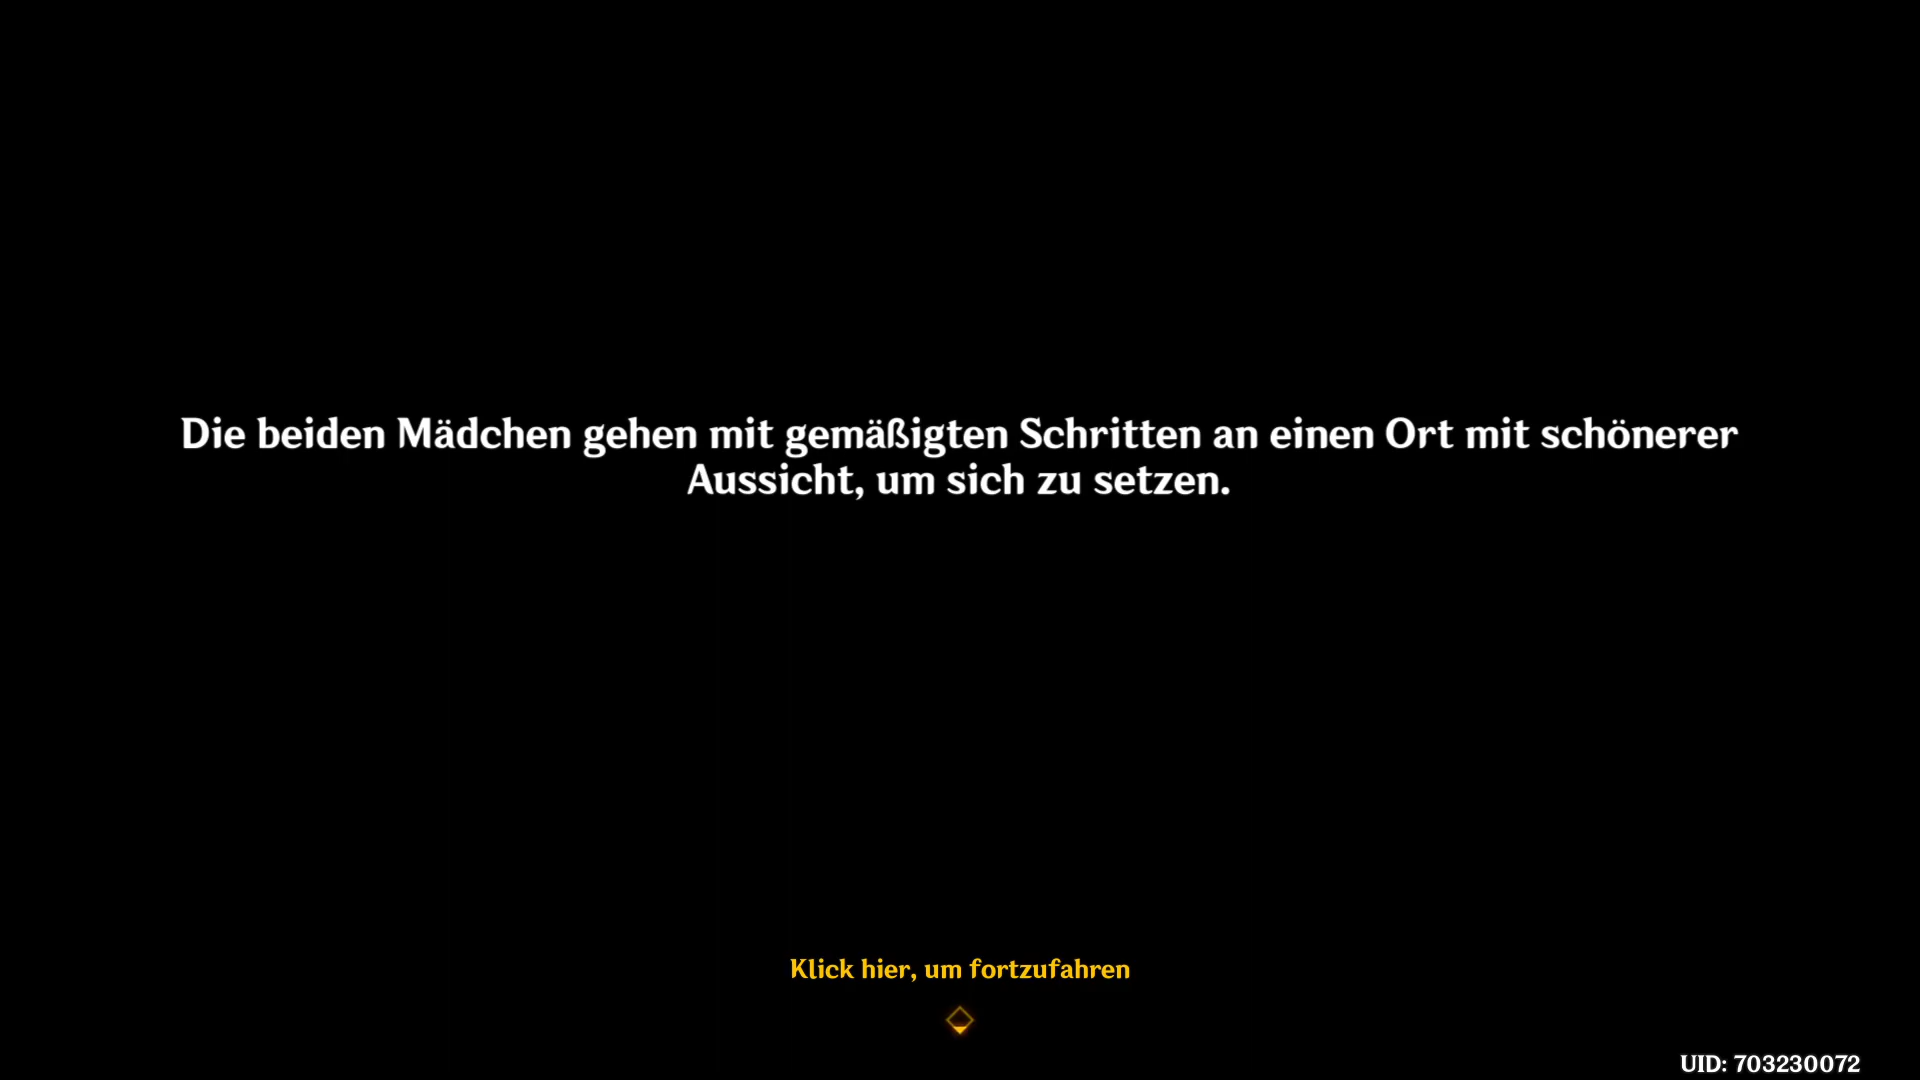 Die beiden Mädchen gehen mit gemäßigten Schritten an einen Ort mit schönerer
Aussicht, um sich zu setzen.
Klick hier, um fortzufahren
UID: 703230072